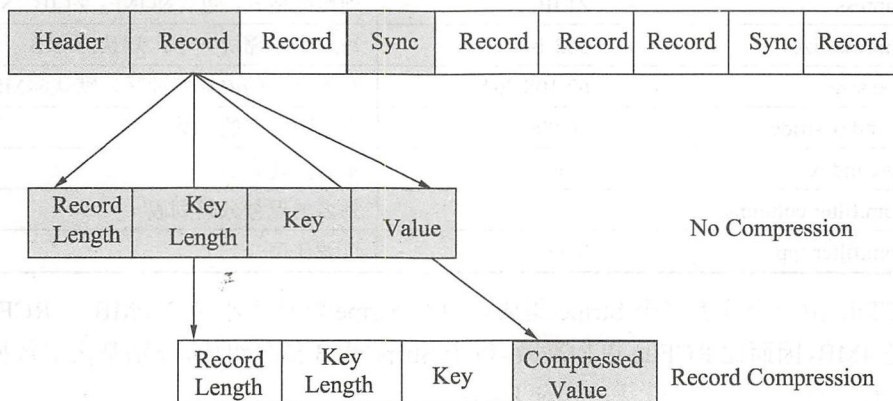 Header Record Record Sync Record Record Record Sync Record
Record Length Key Length Key Value
No Compression
Record Length Key Length Key Compressed Value
Record Compression